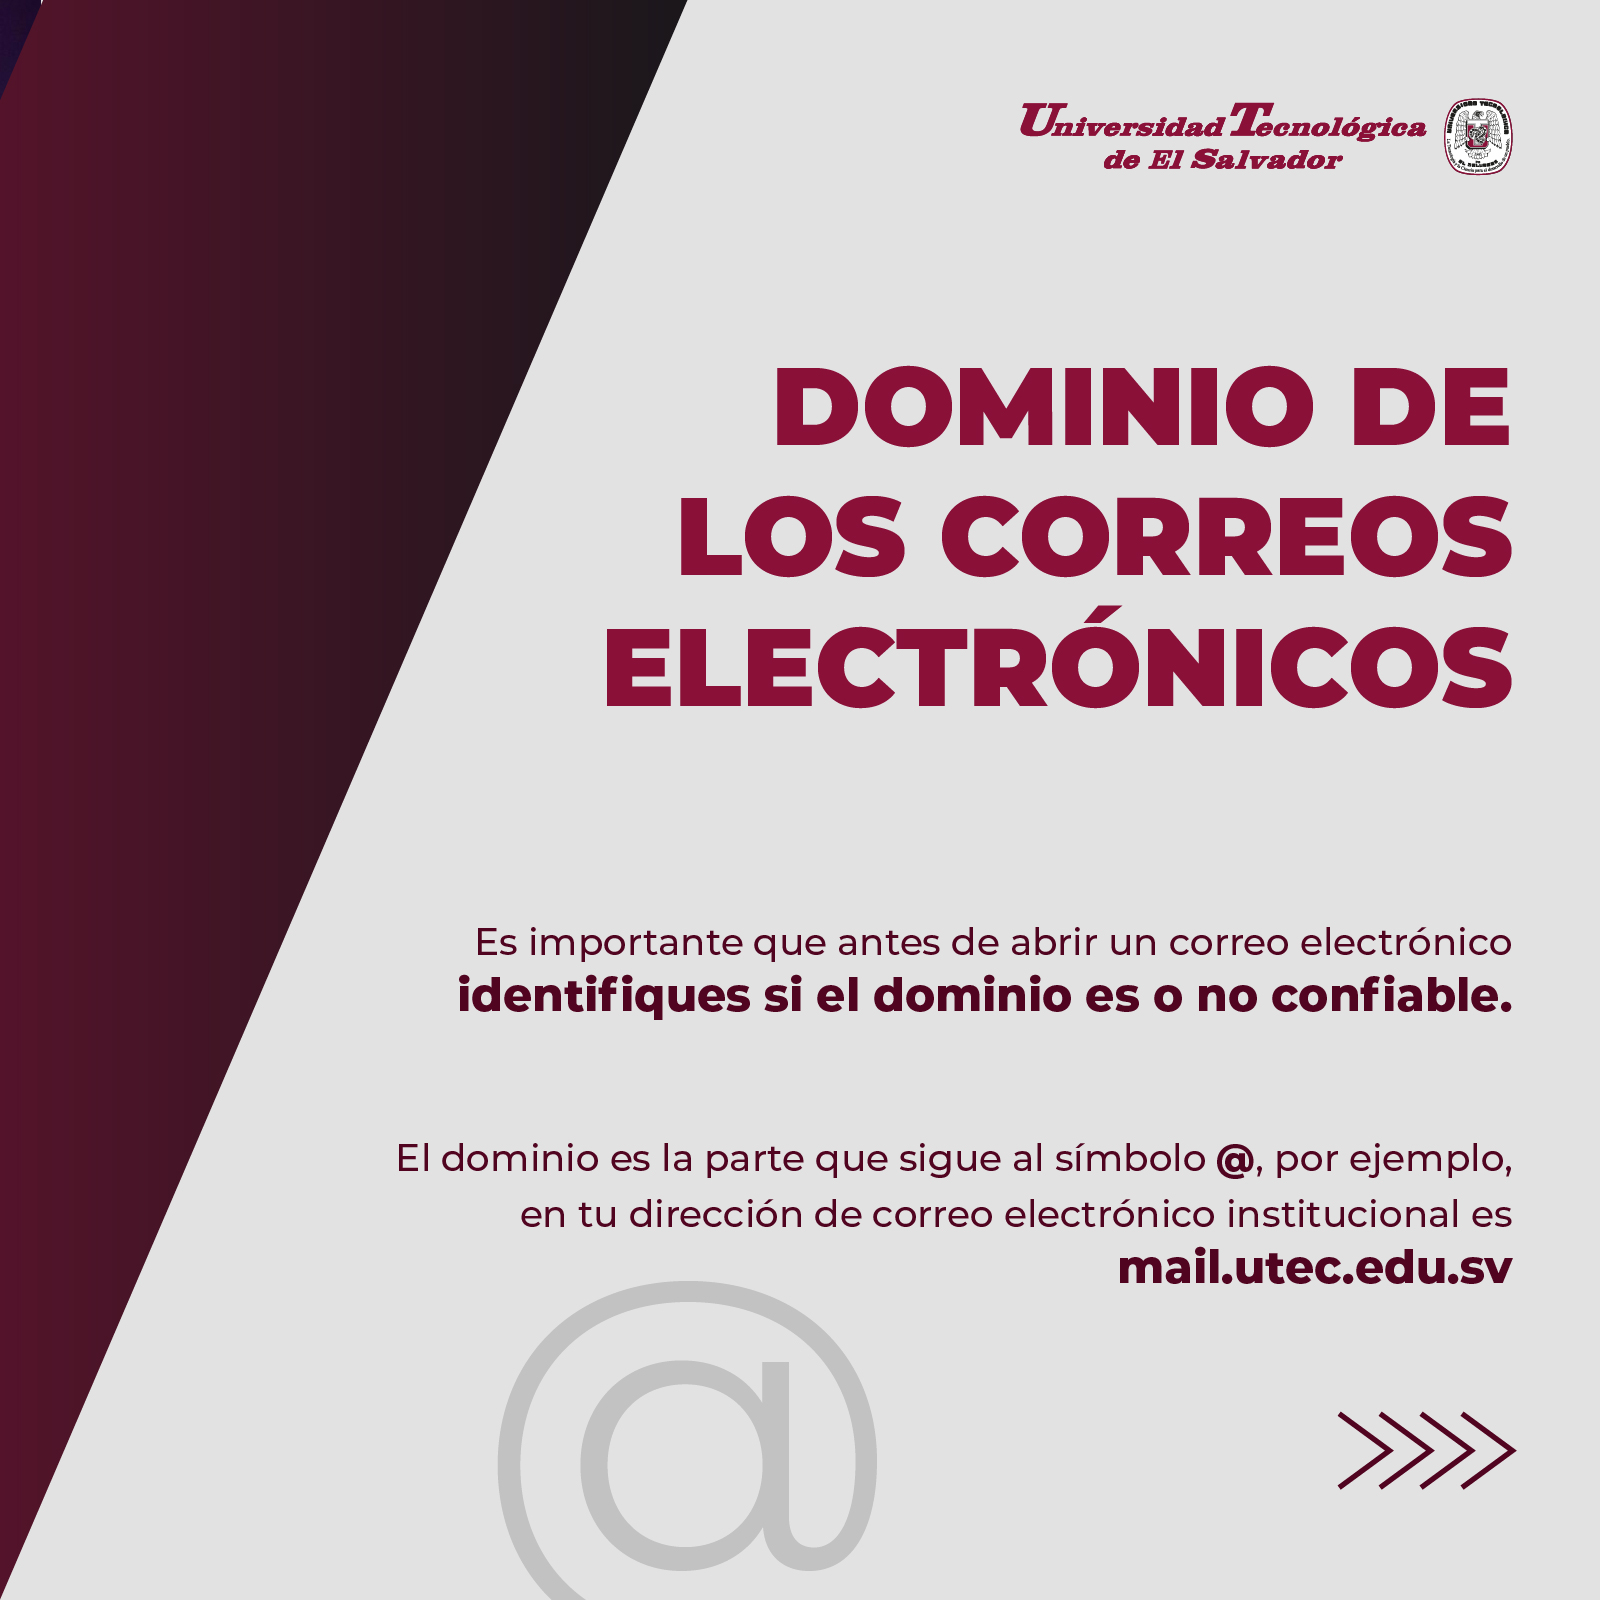 Universidad Tecnológica
de El Salvador
DOMINIO DE
LOS CORREOS
ELECTRÓNICOS
Es importante que antes de abrir un correo electrónico
identifiques si el dominio es o no confiable.
El dominio es la parte que sigue al símbolo @, por ejemplo,
en tu dirección de correo electrónico institucional es
mail.utec.edu.sv
@